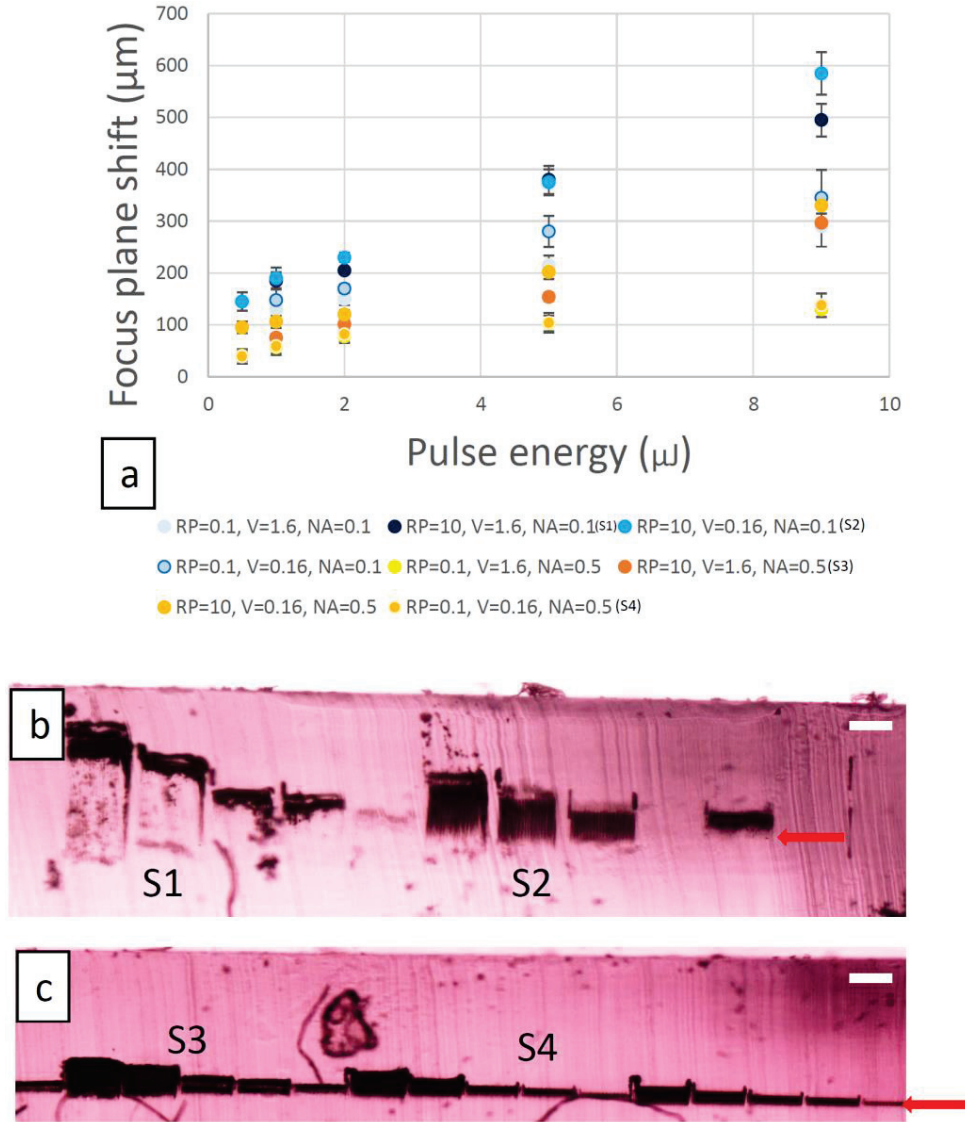 700
600
500
400
300
200
100
0
0 2 4 6 8 10
Focus plane shift (μm)
Pulse energy (μJ)
a
RP=0.1, V=1.6, NA=0.1 RP=10, V=1.6, NA=0.1(S1) RP=10, V=0.16, NA=0.1(S2)
RP=0.1, V=0.16, NA=0.1 RP=0.1, V=1.6, NA=0.5 RP=10, V=1.6, NA=0.5(S3)
RP=10, V=0.16, NA=0.5 RP=0.1, V=0.16, NA=0.5(S4)
b
S1 S2
c
S3 S4